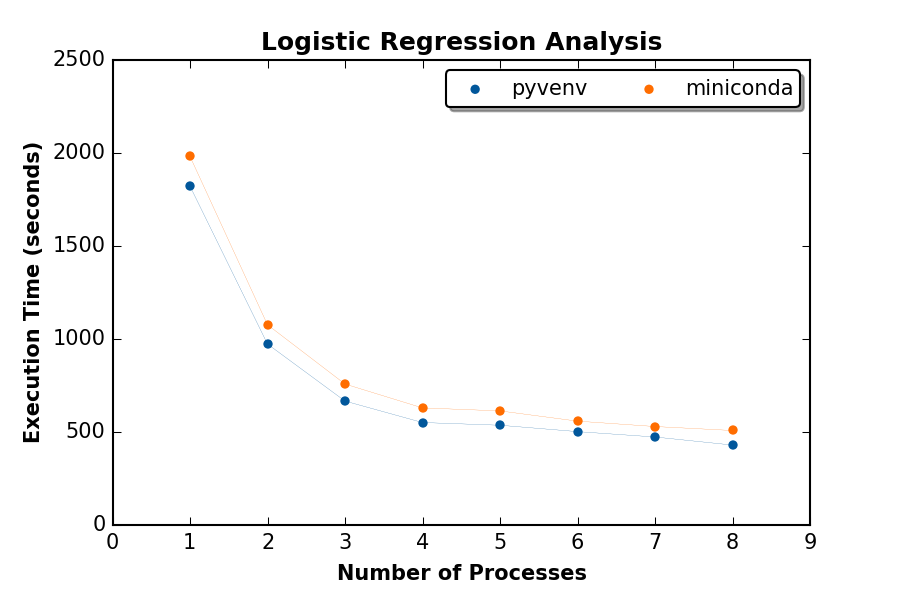 Logistic Regression Analysis
pyvenv miniconda
2500
2000
1500
1000
500
0
Execution Time (seconds)
0 1 2 3 4 5 6 7 8 9
Number of Processes